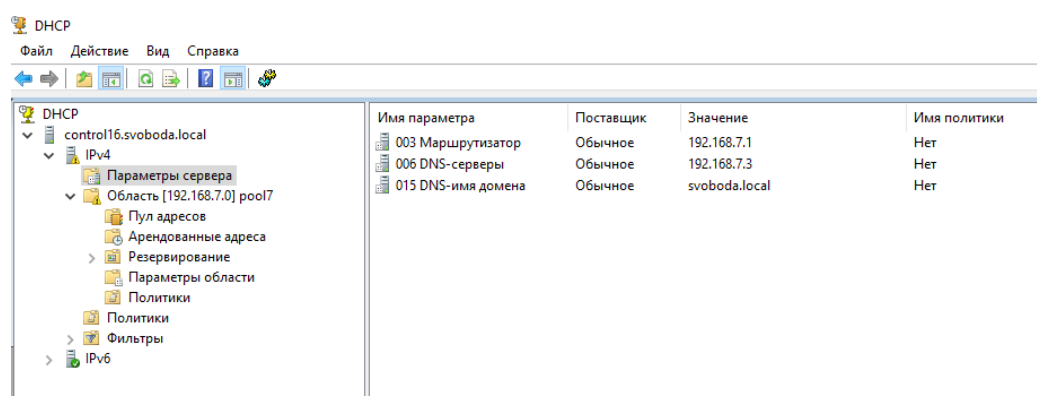 DHCP
Файл Действие Вид Справка
DHCP
control16.svoboda.local
IPv4
Параметры сервера
Область [192.168.7.0] pool7
Пул адресов
Арендованные адреса
Резервирование
Параметры области
Политики
Политики
Фильтры
IPv6
Имя параметра Поставщик Значение Имя политики
003 Маршрутизатор Обычное 192.168.7.1 Нет
006 DNS-серверы Обычное 192.168.7.3 Нет
015 DNS-имя домена Обычное svoboda.local Нет